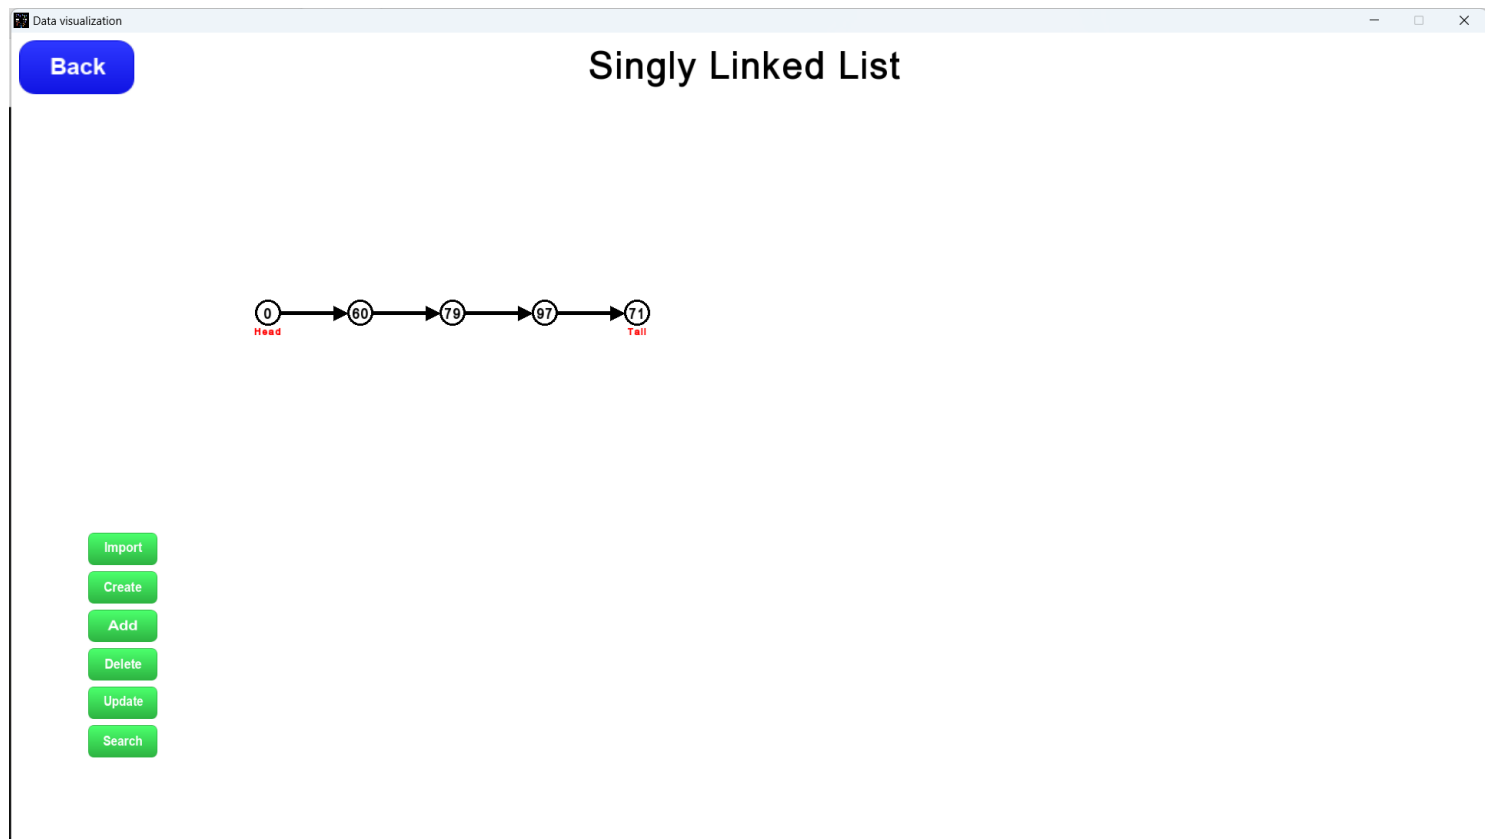 Data visualization
Back
Singly Linked List
0 60 79 97 71
Head Tail
Import
Create
Add
Delete
Update
Search